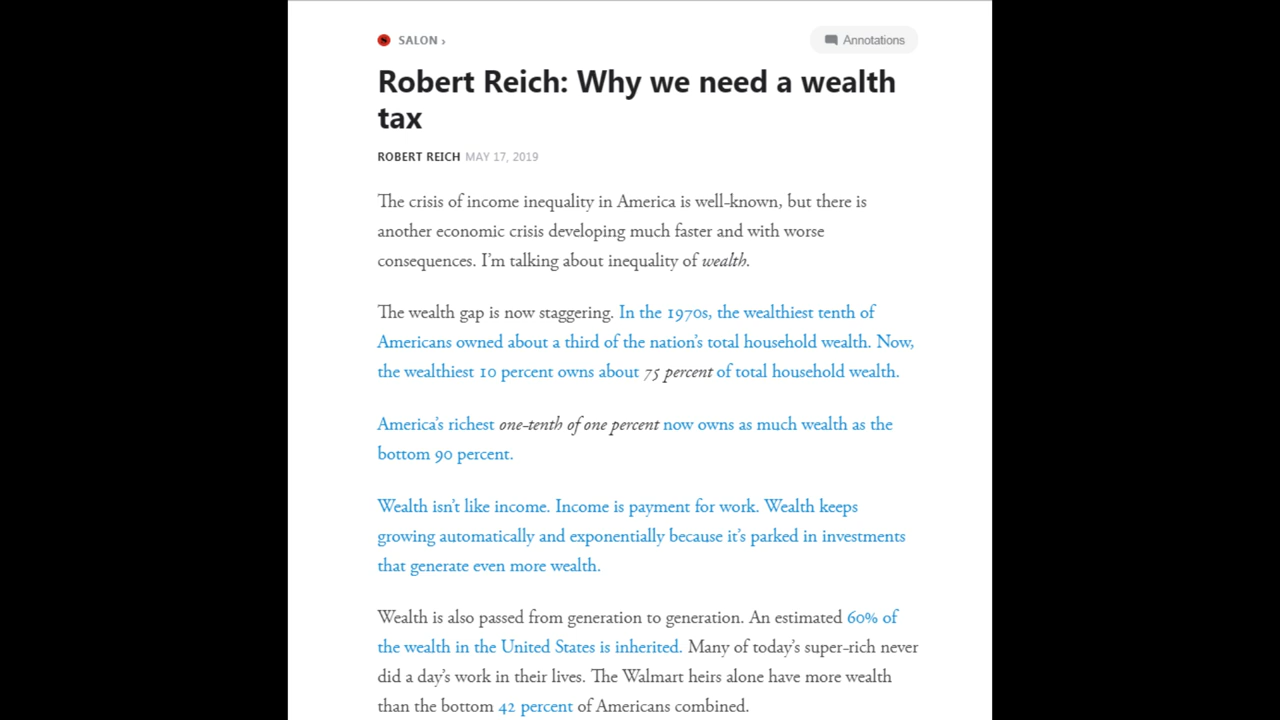 SALON ›
Annotations
Robert Reich: Why we need a wealth
tax
ROBERT REICH MAY 17, 2019
The crisis of income inequality in America is well-known, but there is
another economic crisis developing much faster and with worse
consequences. I’m talking about inequality of wealth.
The wealth gap is now staggering. In the 1970s, the wealthiest tenth of
Americans owned about a third of the nation’s total household wealth. Now,
the wealthiest 10 percent owns about 75 percent of total household wealth.
America’s richest one-tenth of one percent now owns as much wealth as the
bottom 90 percent.
Wealth isn’t like income. Income is payment for work. Wealth keeps
growing automatically and exponentially because it’s parked in investments
that generate even more wealth.
Wealth is also passed from generation to generation. An estimated 60% of
the wealth in the United States is inherited. Many of today’s super-rich never
did a day’s work in their lives. The Walmart heirs alone have more wealth
than the bottom 42 percent of Americans combined.